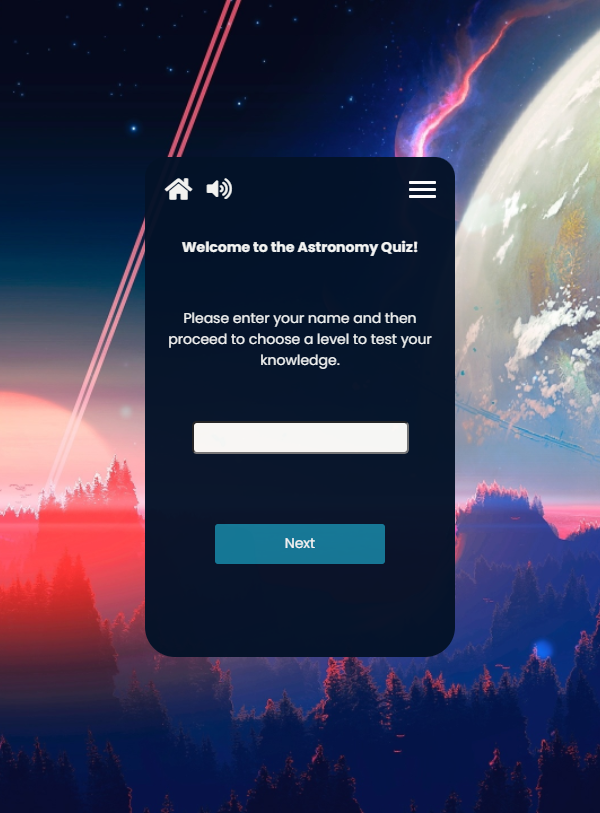 Welcome to the Astronomy Quiz!
Please enter your name and then
proceed to choose a level to test your
knowledge.
Next